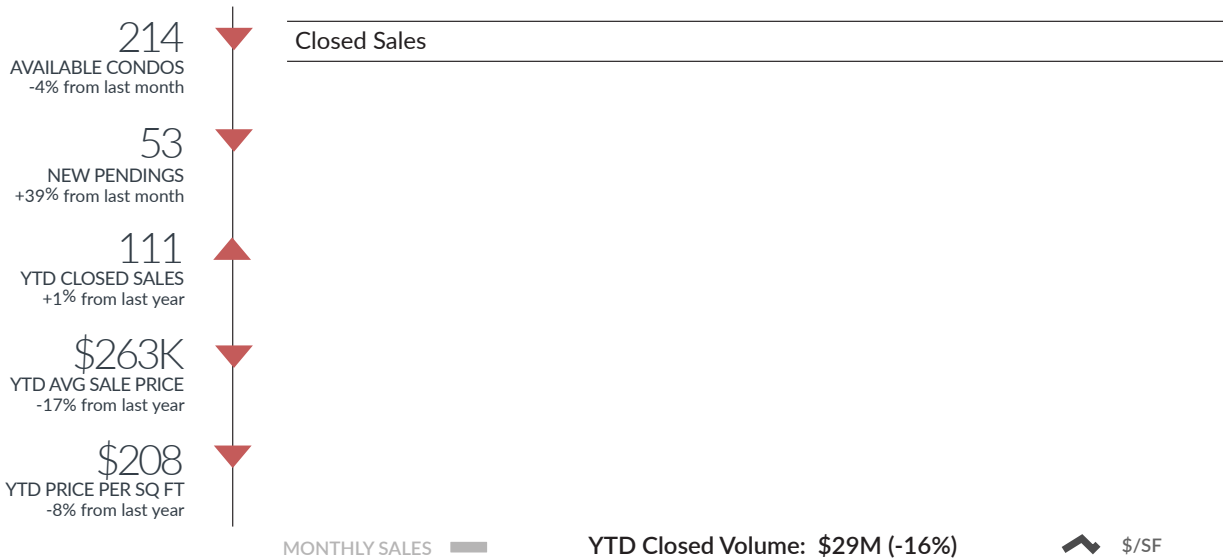 214
AVAILABLE CONDOS
-4% from last month
53
NEW PENDINGS
+39% from last month
111
YTD CLOSED SALES
+1% from last year
$263K
YTD AVG SALE PRICE
-17% from last year
$208
YTD PRICE PER SQ FT
-8% from last year
Closed Sales
MONTHLY SALES
YTD Closed Volume: $29M (-16%)
$/SF